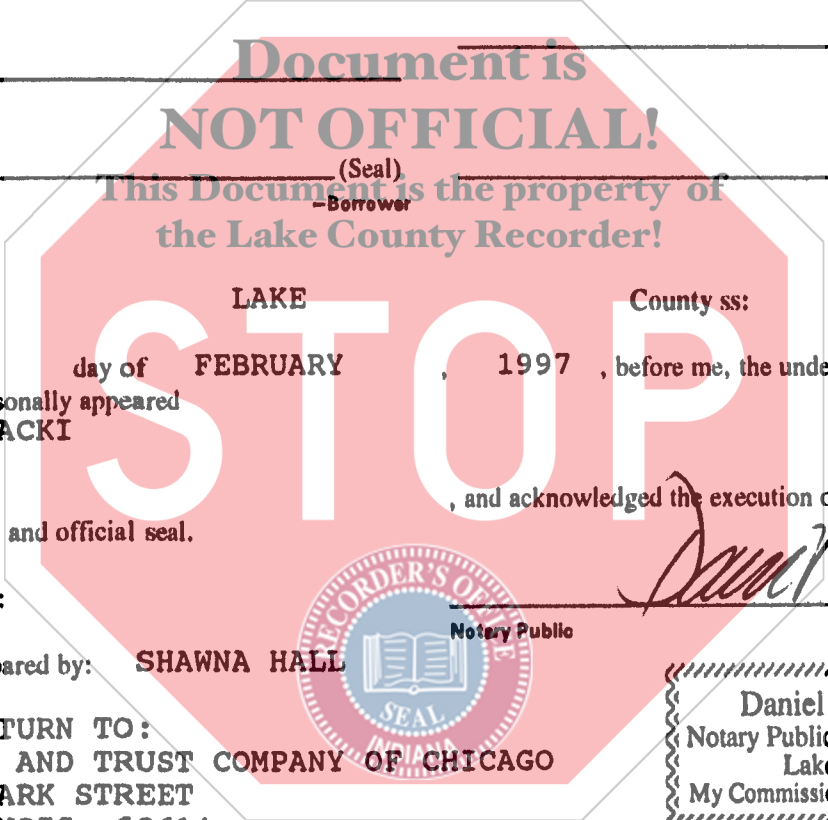 Document is
NOT OFFICIAL!
(Seal)
This Document is the property of
-Borrower
the Lake County Recorder!
LAKE County ss:
STOP
day of FEBRUARY , 1997 , before me, the unde
sonally appeared
ACKI
, and acknowledged the execution o
and official seal.
:
Notary Public
RECORDER'S OFFICE
SEAL
INDIANA
ared by: SHAWNA HALL
TURN TO:
AND TRUST COMPANY OF CHICAGO
ARK STREET
Daniel
Notary Public
Lake
My Commissi